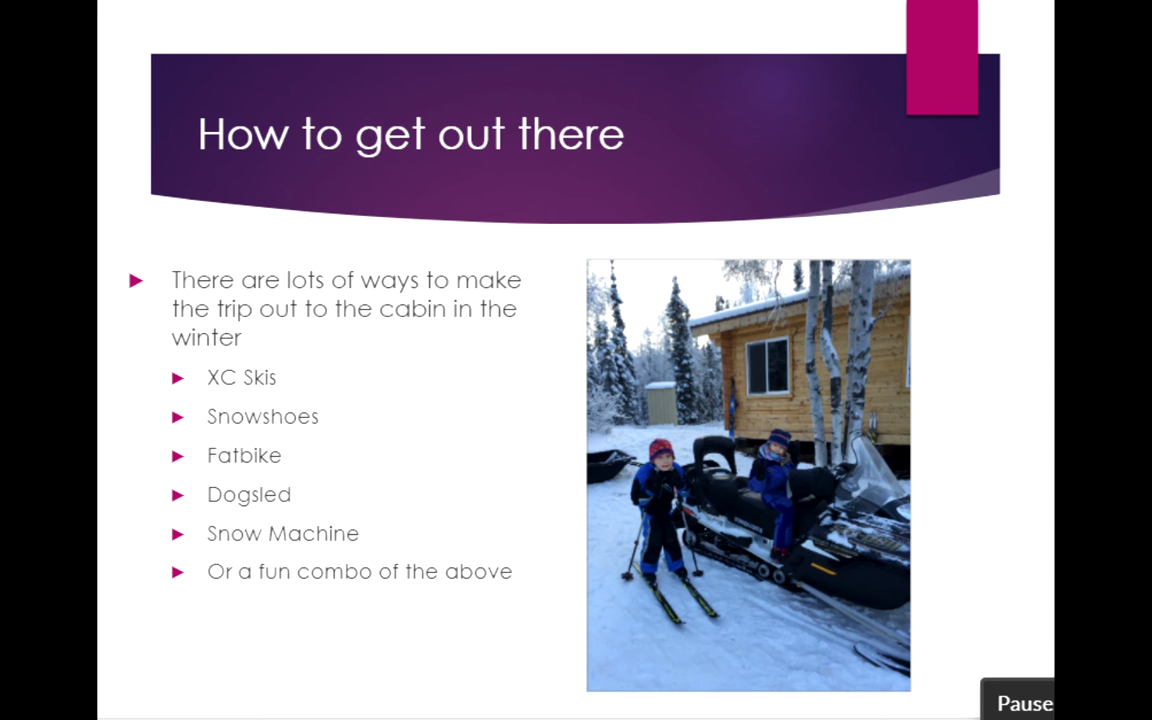 How to get out there
There are lots of ways to make
the trip out to the cabin in the
winter
XC Skis
Snowshoes
Fatbike
Dogsled
Snow Machine
Or a fun combo of the above
Pause